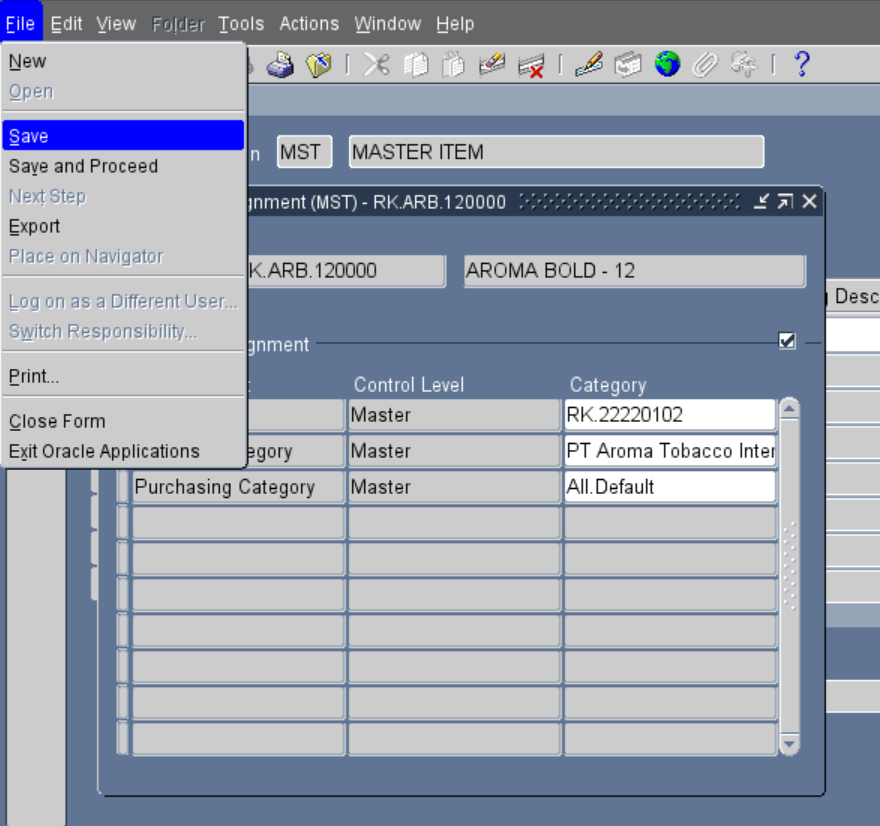 File Edit View Folder Tools Actions Window Help
New
Open
Save
Save and Proceed
Next Step
Export
Place on Navigator
Log on as a Different User...
Switch Responsibility...
Print...
Close Form
Exit Oracle Applications
n MST MASTER ITEM
gnment (MST) - RK.ARB.120000
K.ARB.120000 AROMA BOLD - 12
Desc
gnment
Control Level Category
Master RK.22220102
egory Master PT Aroma Tobacco Inter
Purchasing Category Master All.Default